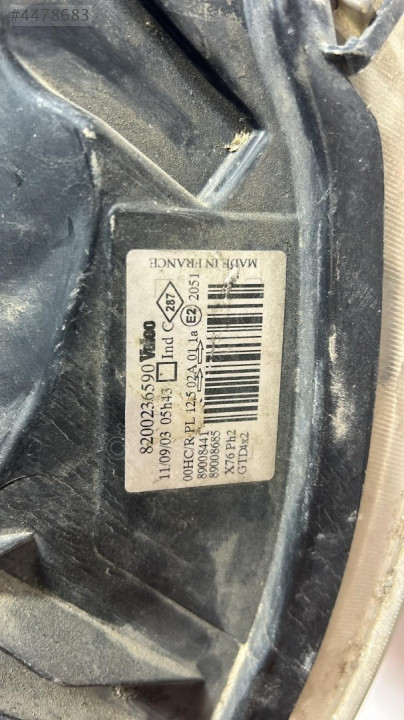 #4478683
8200236590 Valeo
11/09/03 05h43 Ind C 287
00HC/R PL 12,5 02A 01 1a E2 2051
89008441
89008685
X76 Ph2
GTD4x2
MADE IN FRANCE